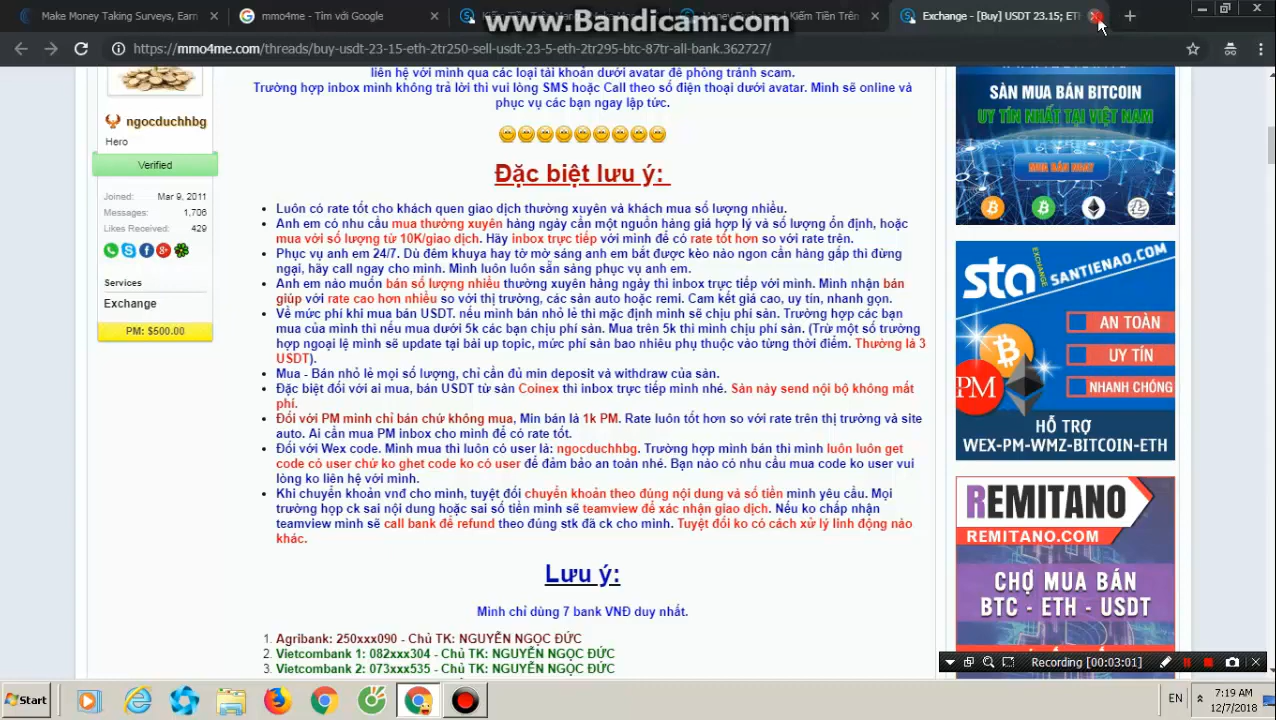 Make Money Taking Surveys, Earn
mmo4me - Tìm với Google
Exchange - [Buy] USDT 23.15; ETH
www.Bandicam.com
https://mmo4me.com/threads/buy-usdt-23-15-eth-2tr250-sell-usdt-23-5-eth-2tr295-btc-87tr-all-bank.362727/
liên hệ với mình qua các loại tài khoản dưới avatar để phòng tránh scam.
Trường hợp inbox mình không trả lời thì vui lòng SMS hoặc Call theo số điện thoại dưới avatar. Mình sẽ online và
phục vụ các bạn ngay lập tức.
ngocduchhbg
Hero
Verified
Joined: Mar 9, 2011
Messages: 1,706
Likes Received: 429
Services
Exchange
PM: $500.00
Đặc biệt lưu ý:
Luôn có rate tốt cho khách quen giao dịch thường xuyên và khách mua số lượng nhiều.
Anh em có nhu cầu mua thường xuyên hàng ngày cần một nguồn hàng giá hợp lý và số lượng ổn định, hoặc
mua với số lượng từ 10K/giao dịch. Hãy inbox trực tiếp với mình để có rate tốt hơn so với rate trên.
Phục vụ anh em 24/7. Dù đêm khuya hay tờ mờ sáng anh em bắt được kèo nào ngon cần hàng gấp thì đừng
ngại, hãy call ngay cho mình. Mình luôn luôn sẵn sàng phục vụ anh em.
Anh em nào muốn bán số lượng nhiều thường xuyên hàng ngày thì inbox trực tiếp với mình. Mình nhận bán
giúp với rate cao hơn nhiều so với thị trường, các sàn auto hoặc remi. Cam kết giá cao, uy tín, nhanh gọn.
Về mức phí khi mua bán USDT. nếu mình bán nhỏ lẻ thì mặc định mình sẽ chịu phí sàn. Trường hợp các bạn
mua của mình thì nếu mua dưới 5k các bạn chịu phí sàn. Mua trên 5k thì mình chịu phí sàn. (Trừ một số trường
hợp ngoại lệ mình sẽ update tại bài up topic, mức phí sàn bao nhiêu phụ thuộc vào từng thời điểm. Thường là 3
USDT).
Mua - Bán nhỏ lẻ mọi số lượng, chỉ cần đủ min deposit và withdraw của sàn.
Đặc biệt đối với ai mua, bán USDT từ sàn Coinex thì inbox trực tiếp mình nhé. Sàn này send nội bộ không mất
phí.
Đối với PM mình chỉ bán chứ không mua, Min bán là 1k PM. Rate luôn tốt hơn so với rate trên thị trường và site
auto. Ai cần mua PM inbox cho mình để có rate tốt.
Đối với Wex code. Mình mua thì luôn có user là: ngocduchhbg. Trường hợp mình bán thì mình luôn luôn get
code có user chứ ko ghet code ko có user để đảm bảo an toàn nhé. Bạn nào có nhu cầu mua code ko user vui
lòng ko liên hệ với mình.
Khi chuyển khoản vnđ cho mình, tuyệt đối chuyển khoản theo đúng nội dung và số tiền mình yêu cầu. Mọi
trường họp ck sai nội dung hoặc sai số tiền mình sẽ teamview để xác nhận giao dịch. Nếu ko chấp nhận
teamview mình sẽ call bank để refund theo đúng stk đã ck cho mình. Tuyệt đối ko có cách xử lý linh động nào
khác.
Lưu ý:
Mình chỉ dùng 7 bank VNĐ duy nhất.
1. Agribank: 250xxx090 - Chủ TK: NGUYỄN NGỌC ĐỨC
2. Vietcombank 1: 082xxx304 - Chủ TK: NGUYỄN NGỌC ĐỨC
3. Vietcombank 2: 073xxx535 - Chủ TK: NGUYỄN NGỌC ĐỨC
SÀN MUA BÁN BITCOIN
UY TÍN NHẤT TẠI VIỆT NAM
MUA BÁN NGAY
sta
EXCHANGE
SANTIENAO.COM
AN TOÀN
UY TÍN
NHANH CHÓNG
PM
HỖ TRỢ
WEX-PM-WMZ-BITCOIN-ETH
REMITANO
REMITANO.COM
CHỢ MUA BÁN
BTC - ETH - USDT
Recording [00:03:01]
Start
EN
7:19 AM
12/7/2018